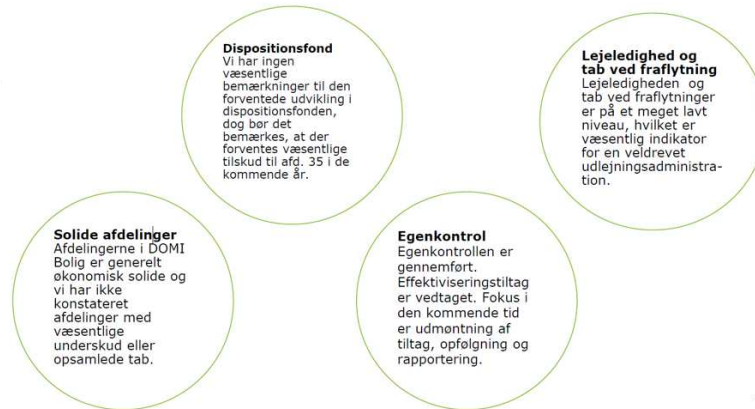 Dispositionsfond
Vi har ingen
væsentlige
bemærkninger til den
forventede udvikling i
dispositionsfonden,
dog bør det
bemærkes, at der
forventes væsentlige
tilskud til afd. 35 i de
kommende år.
Lejeledighed og
tab ved fraflytning
Lejeledigheden og
tab ved fraflytninger
er på et meget lavt
niveau, hvilket er
væsentlig indikator
for en veldrevet
udlejningsadministra-
tion.
Solide afdelinger
Afdelingerne i DOMI
Bolig er generelt
økonomisk solide og
vi har ikke
konstateret
afdelinger med
væsentlige
underskud eller
opsamlede tab.
Egenkontrol
Egenkontrollen er
gennemført.
Effektiviseringstiltag
er vedtaget. Fokus i
den kommende tid
er udmøntning af
tiltag, opfølgning og
rapportering.